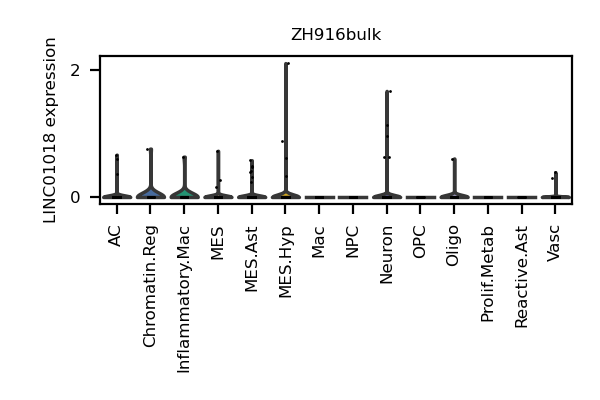 ZH916bulk
LINC01018 expression
2
0
AC
Chromatin.Reg
Inflammatory.Mac
MES
MES.Ast
MES.Hyp
Mac
NPC
Neuron
OPC
Oligo
Prolif.Metab
Reactive.Ast
Vasc